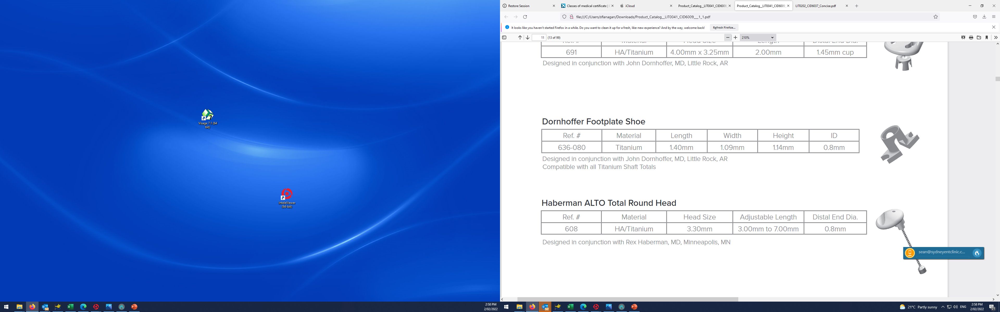 Visage 7.1 (64
bit)
InteleViewer
(64-bit)
2:58 PM
2/02/2022
Restore Session
Classes of medical certificate | C
iCloud
Product_Catalog__LIT0041_CID6009_
Product_Catalog__LIT0041_CID6009_
LIT0202_CID6037_Concise.pdf
file:///C:/Users/sflanagan/Downloads/Product_Catalog__LIT0041_CID6009___1_1.pdf
It looks like you haven't started Firefox in a while. Do you want to clean it up for a fresh, like-new experience? And by the way, welcome back!
Refresh Firefox...
11 (13 of 99)
210%
Ref. # Material Head Size Length Distal End Dia.
691 HA/Titanium 4.00mm x 3.25mm 2.00mm 1.45mm cup
Designed in conjunction with John Dornhoffer, MD, Little Rock, AR
Dornhoffer Footplate Shoe
Ref. # Material Length Width Height ID
636-080 Titanium 1.40mm 1.09mm 1.14mm 0.8mm
Designed in conjunction with John Dornhoffer, MD, Little Rock, AR
Compatible with all Titanium Shaft Totals
Haberman ALTO Total Round Head
Ref. # Material Head Size Adjustable Length Distal End Dia.
608 HA/Titanium 3.30mm 3.00mm to 7.00mm 0.8mm
Designed in conjunction with Rex Haberman, MD, Minneapolis, MN
sean@sydneyentclinic.c...
21°C Partly sunny
ENG
2:58 PM
2/02/2022
21